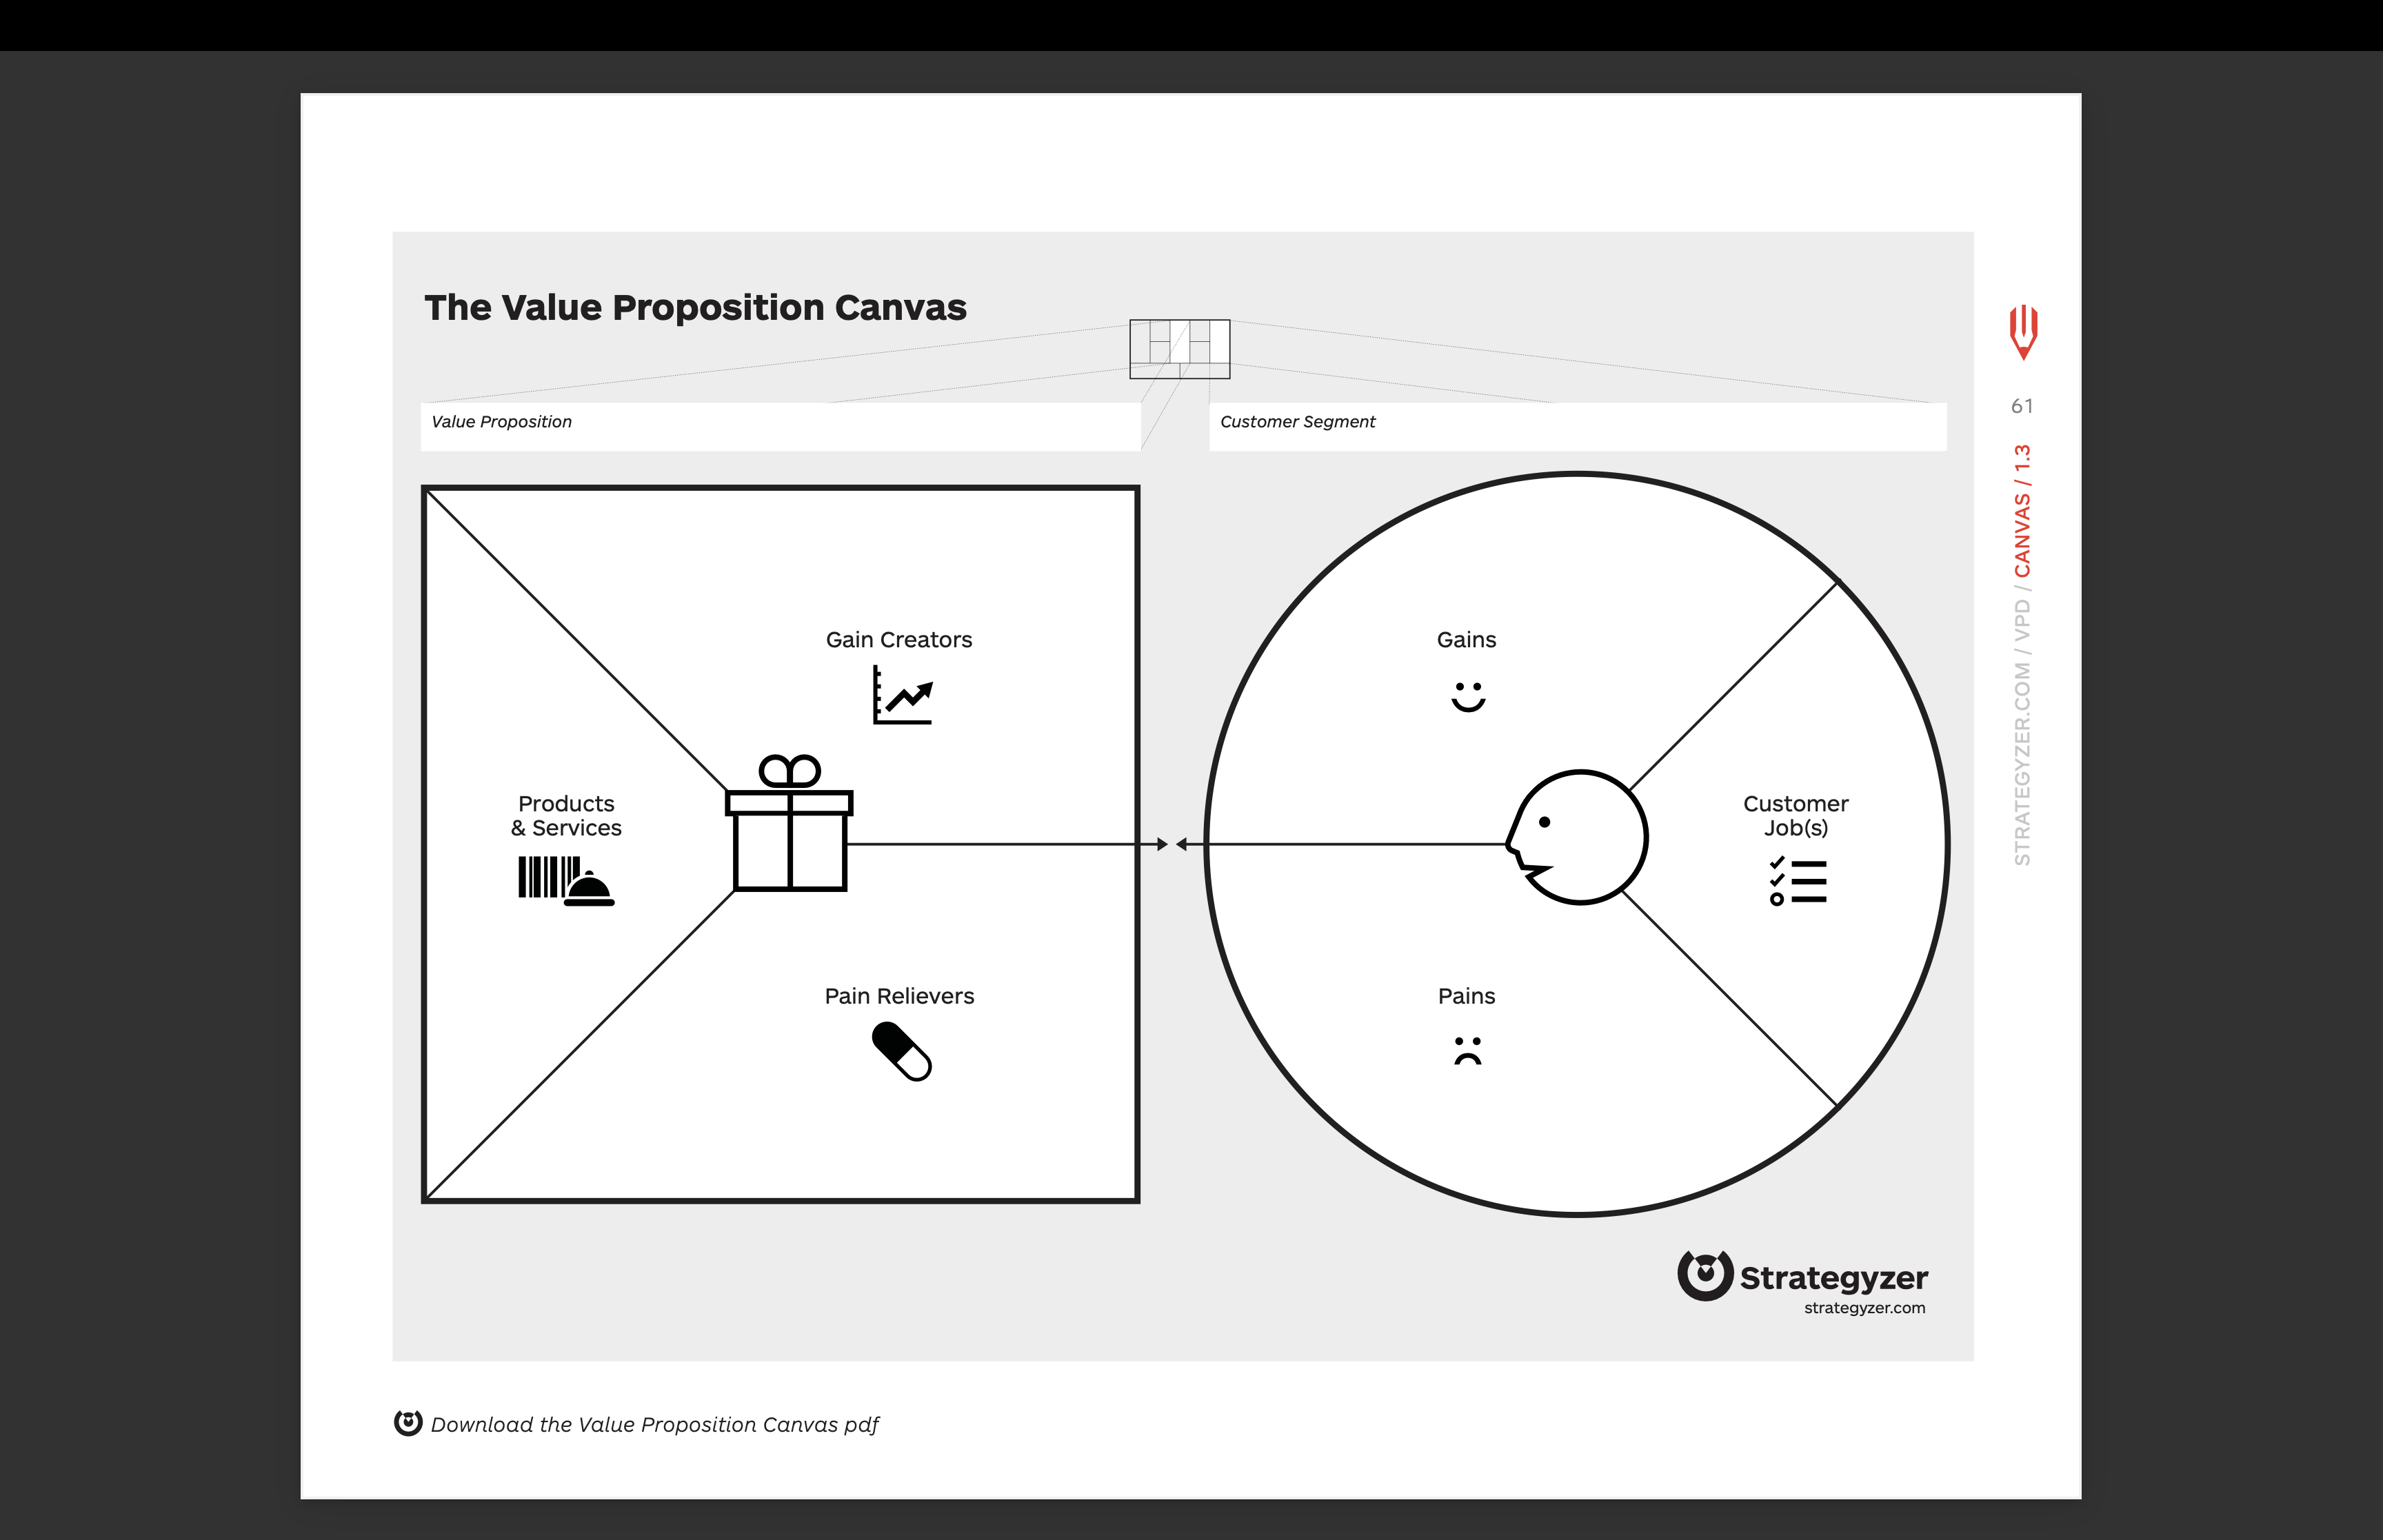 The Value Proposition Canvas
Value Proposition
Customer Segment
Gain Creators
Products
& Services
Pain Relievers
Gains
Customer
Job(s)
Pains
Strategyzer
strategyzer.com
Download the Value Proposition Canvas pdf
61
STRATEGYZER.COM / VPD / CANVAS / 1.3